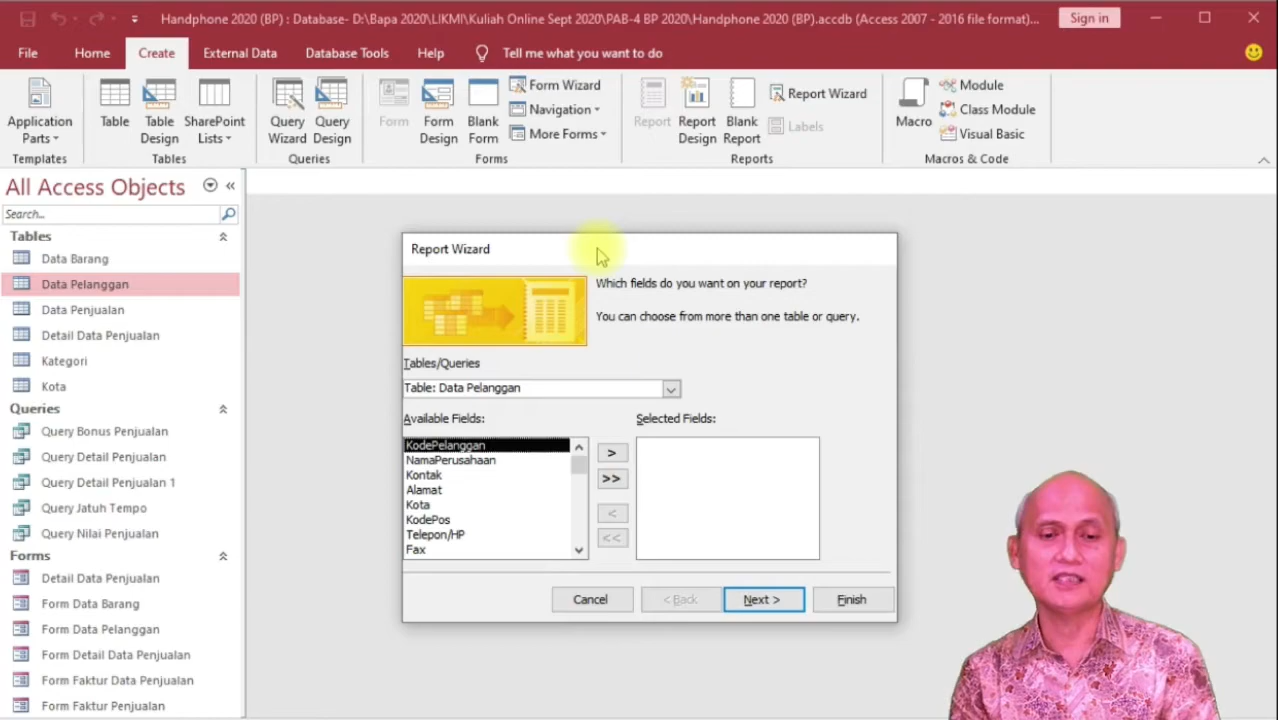 Handphone 2020 (BP) : Database- D:\Bapa 2020\LIKMI\Kuliah Online Sept 2020\PAB-4 BP 2020\Handphone 2020 (BP).accdb (Access 2007 - 2016 file format)...
Sign in
File Home Create External Data Database Tools Help Tell me what you want to do
Application Parts
Templates
Table
Table Design
SharePoint Lists
Tables
Query Wizard
Query Design
Queries
Form
Form Design
Blank Form
Form Wizard
Navigation
More Forms
Forms
Report
Report Design
Blank Report
Report Wizard
Labels
Reports
Macro
Module
Class Module
Visual Basic
Macros & Code
All Access Objects
Search...
Tables
Data Barang
Data Pelanggan
Data Penjualan
Detail Data Penjualan
Kategori
Kota
Queries
Query Bonus Penjualan
Query Detail Penjualan
Query Detail Penjualan 1
Query Jatuh Tempo
Query Nilai Penjualan
Forms
Detail Data Penjualan
Form Data Barang
Form Data Pelanggan
Form Detail Data Penjualan
Form Faktur Data Penjualan
Form Faktur Penjualan
Report Wizard
Which fields do you want on your report?
You can choose from more than one table or query.
Tables/Queries
Table: Data Pelanggan
Available Fields:
Selected Fields:
KodePelanggan
NamaPerusahaan
Kontak
Alamat
Kota
KodePos
Telepon/HP
Fax
>
>>
<
<<
Cancel
< Back
Next >
Finish